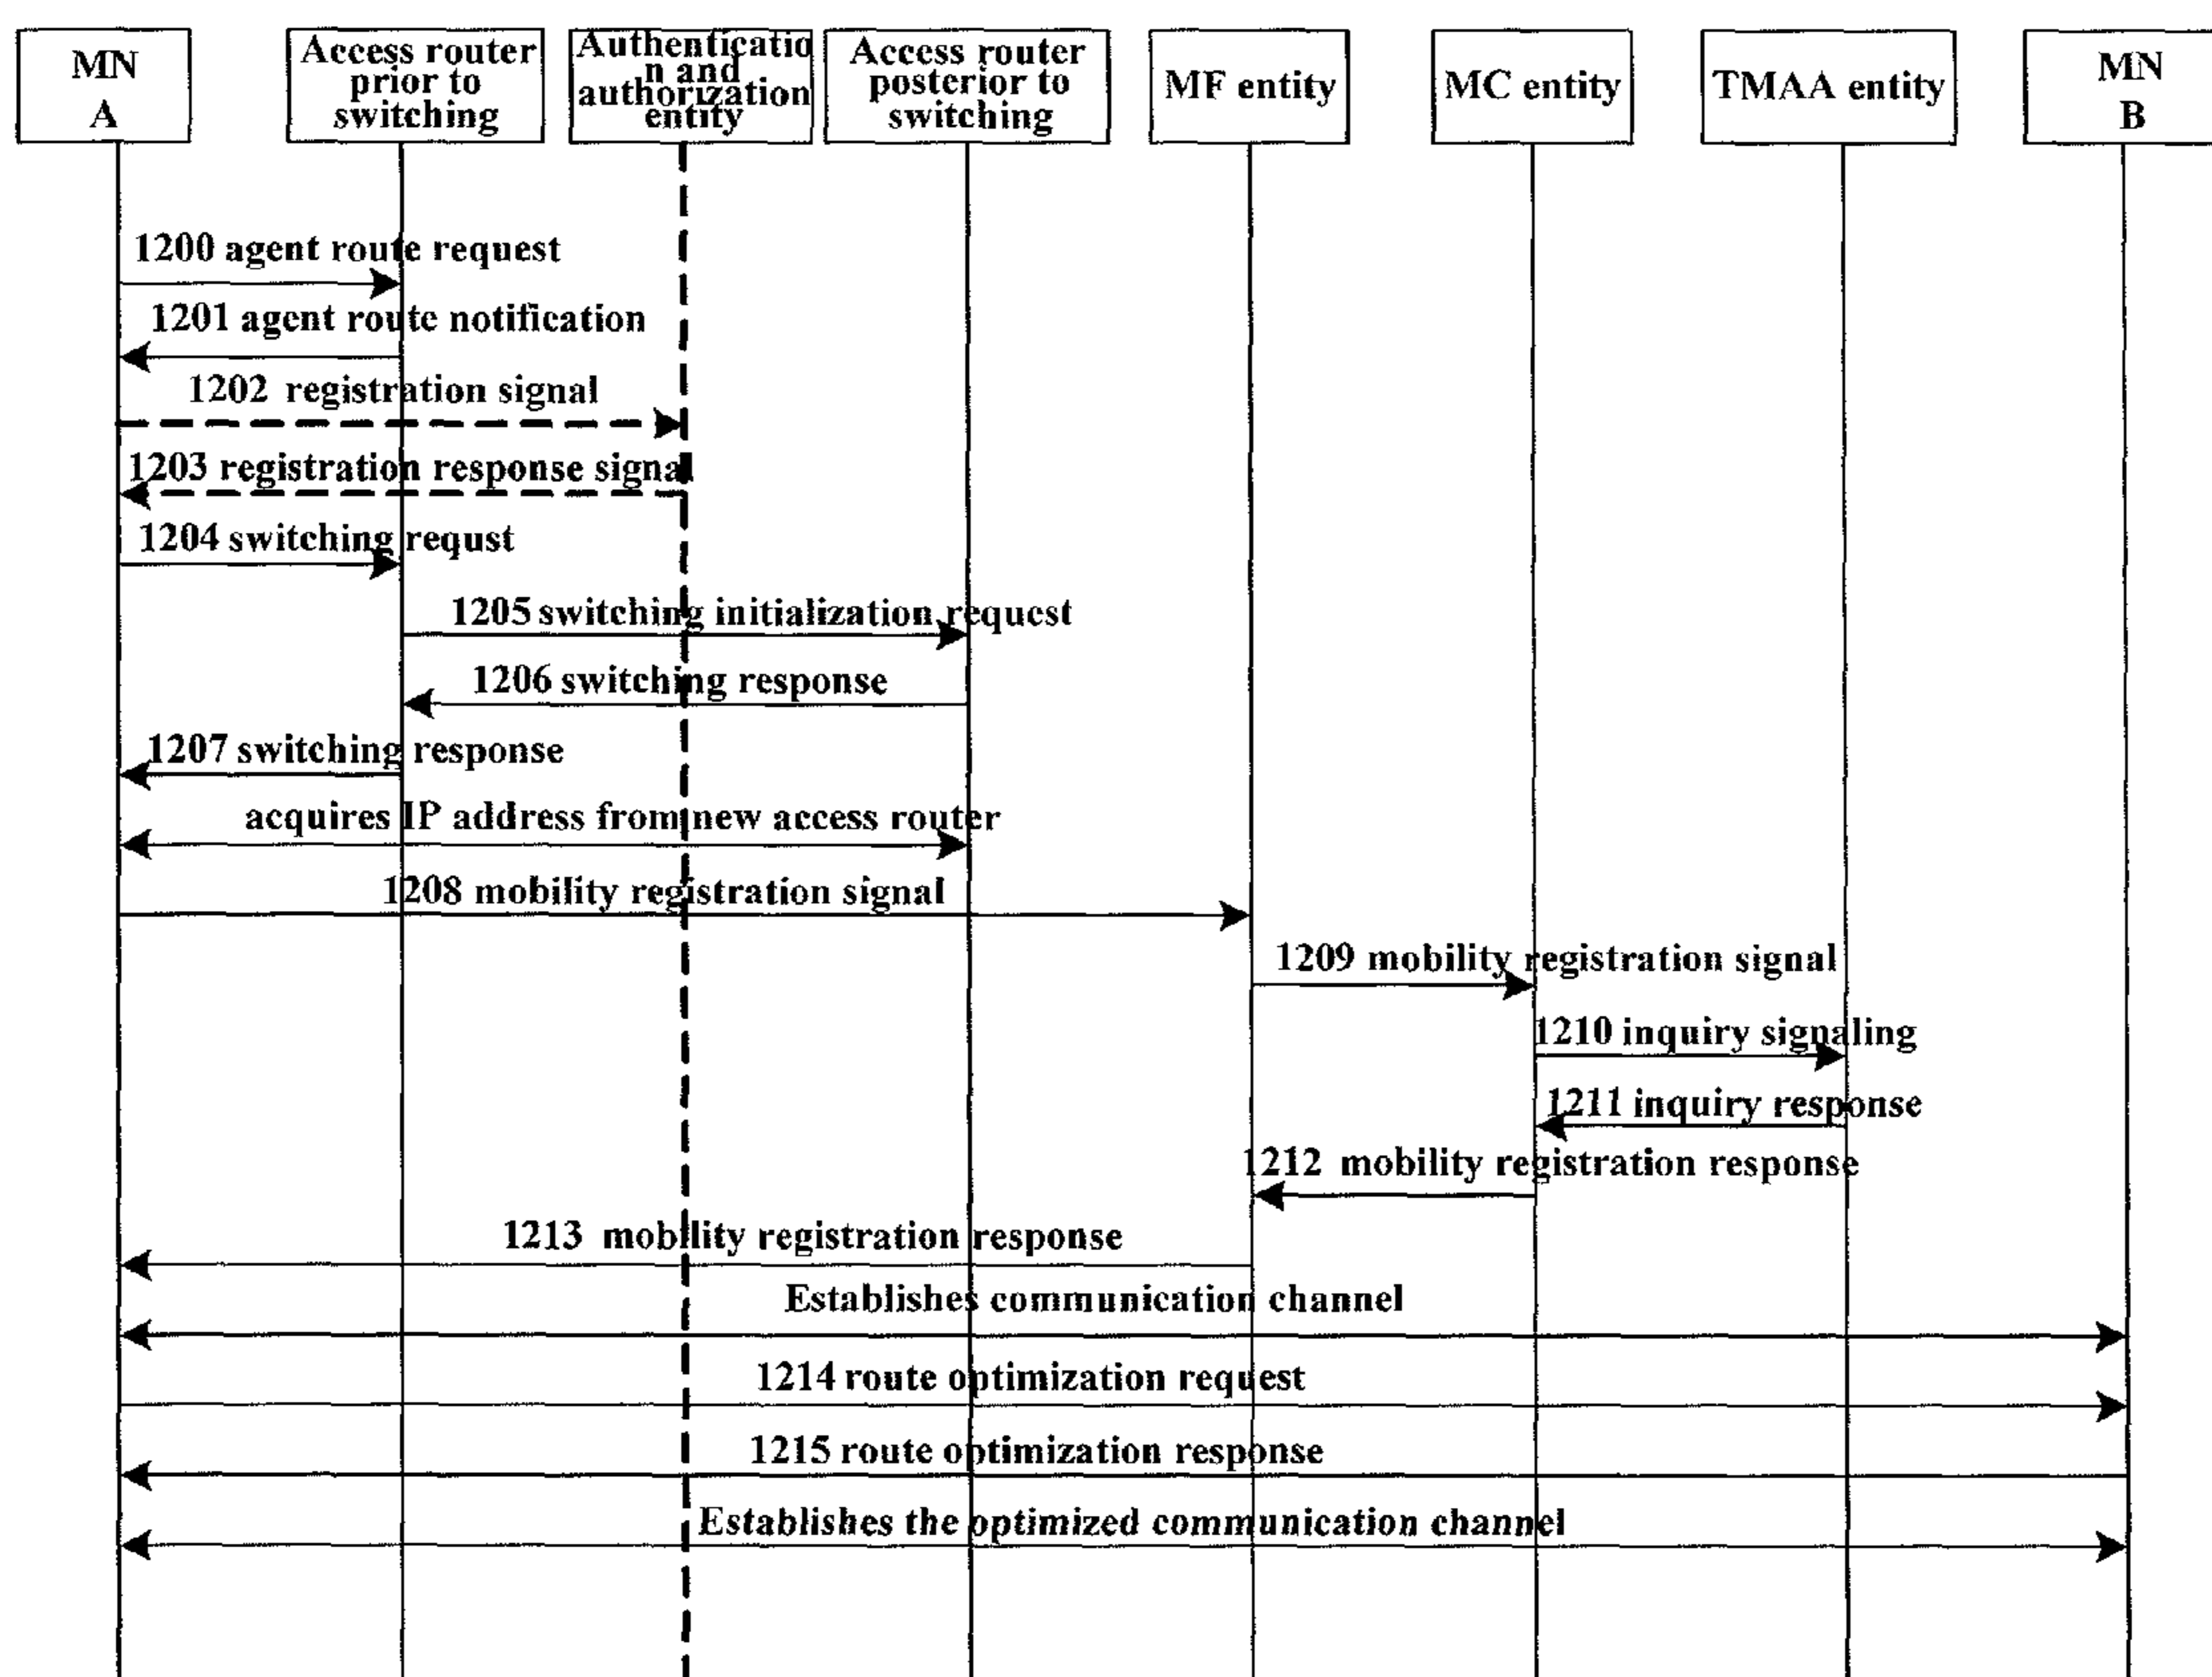 MN
A
Access router
prior to
switching
Authenticatio
n and
authorization
entity
Access router
posterior to
switching
MF entity
MC entity
TMAA entity
MN
B
1200 agent route request
1201 agent route notification
1202 registration signal
1203 registration response signal
1204 switching requst
1205 switching initialization request
1206 switching response
1207 switching response
acquires IP address from new access router
1208 mobility registration signal
1209 mobility registration signal
1210 inquiry signaling
1211 inquiry response
1212 mobility registration response
1213 mobility registration response
Establishes communication channel
1214 route optimization request
1215 route optimization response
Establishes the optimized communication channel